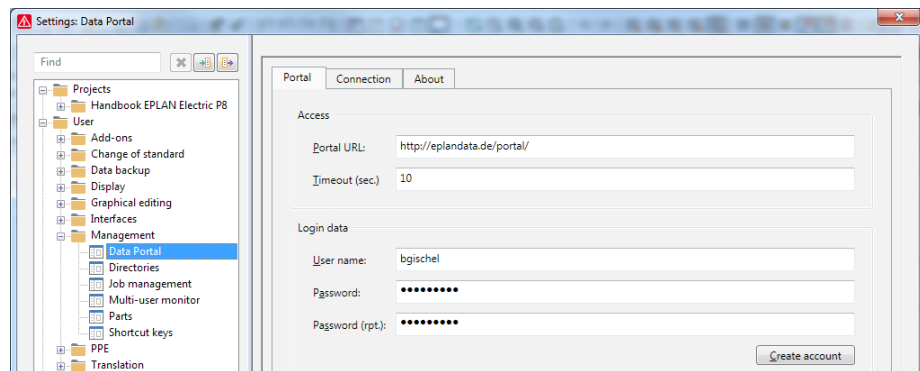 Settings: Data Portal
Find
Projects
Handbook EPLAN Electric P8
User
Add-ons
Change of standard
Data backup
Display
Graphical editing
Interfaces
Management
Data Portal
Directories
Job management
Multi-user monitor
Parts
Shortcut keys
PPE
Translation
Portal Connection About
Access
Portal URL: http://eplandata.de/portal/
Timeout (sec.) 10
Login data
User name: bgischel
Password: •••••••••
Password (rpt.): •••••••••
Create account